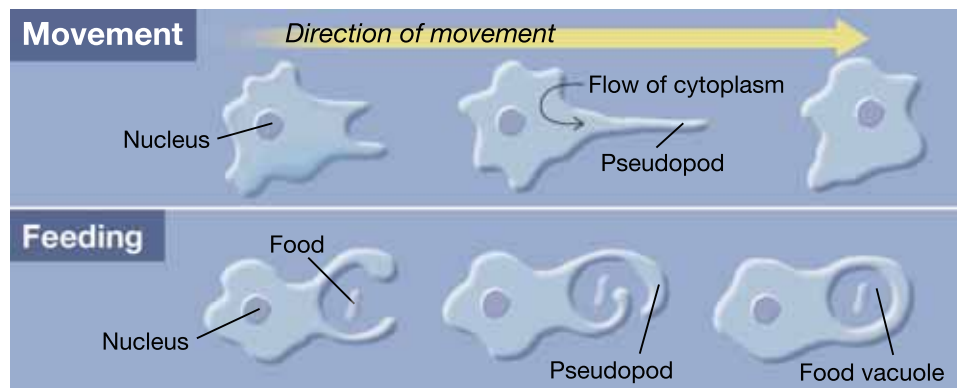 Movement
Direction of movement
Flow of cytoplasm
Nucleus
Pseudopod
Feeding
Food
Nucleus
Pseudopod
Food vacuole